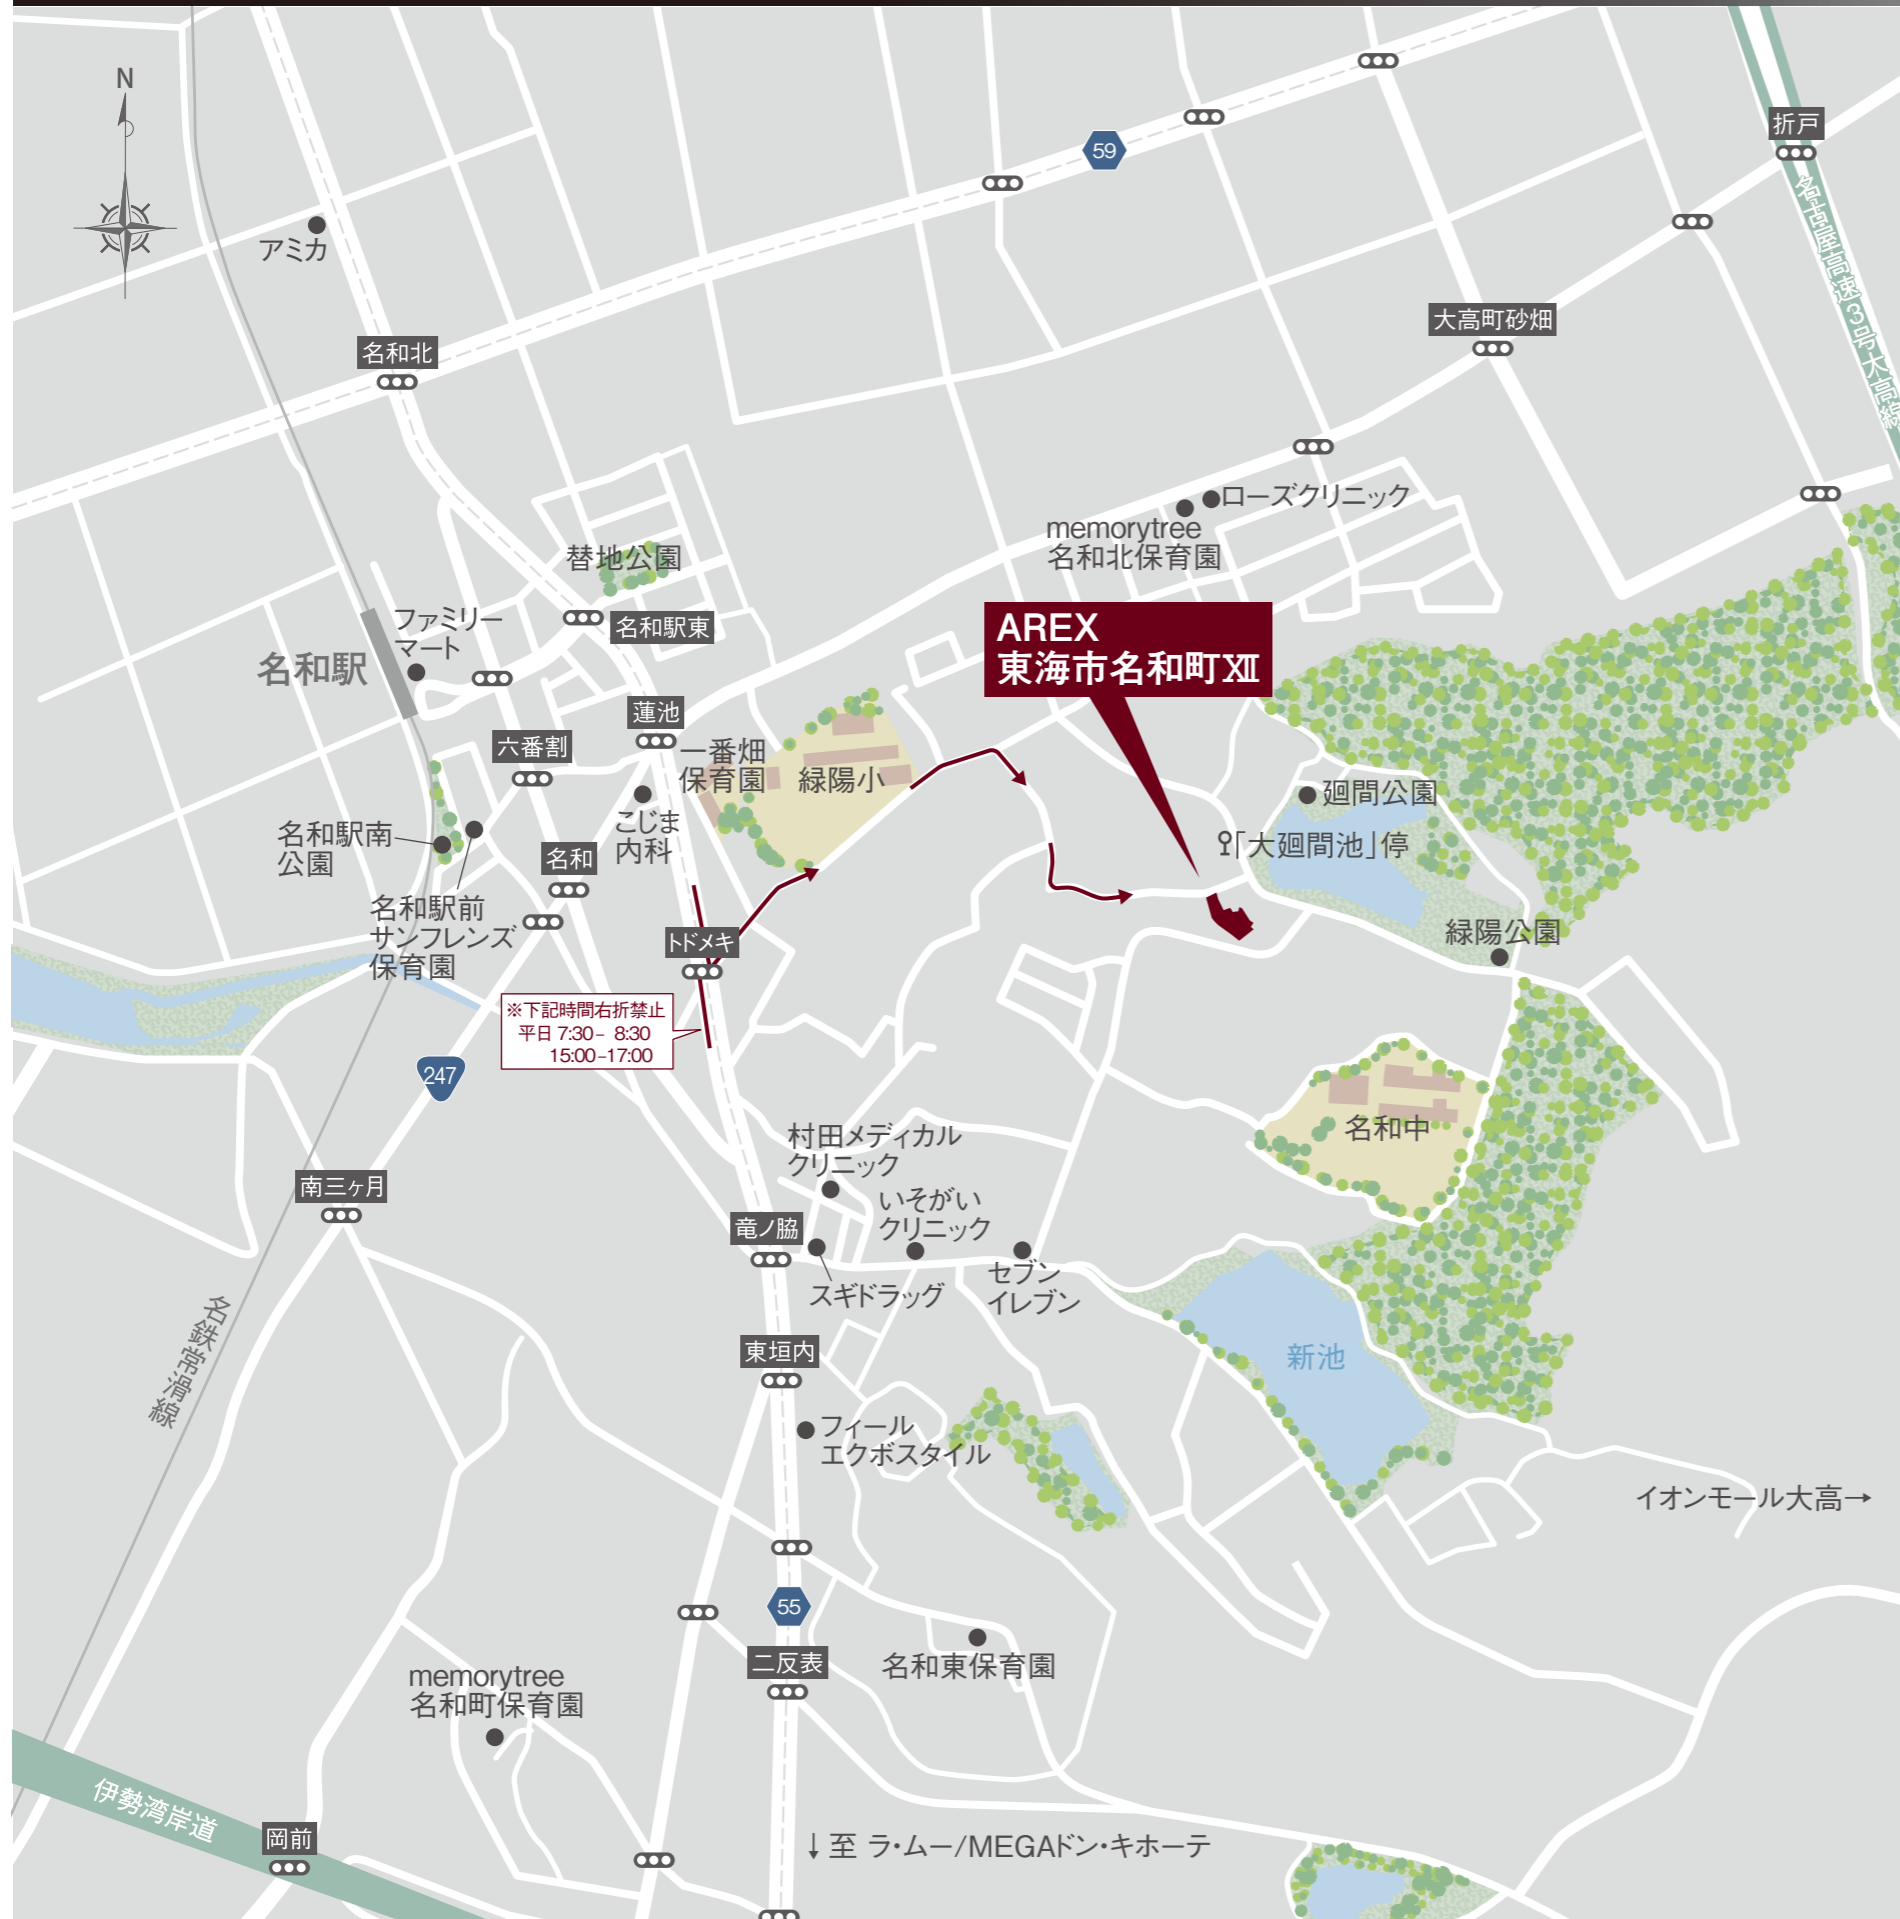 N
59
折戸
名古屋高速3号大高線
アミカ
大高町砂畑
名和北
ローズクリニック
memorytree
名和北保育園
替地公園
ファミリー
マート
名和駅東
名和駅
AREX
東海市名和町XII
蓮池
六番割
一番畑
保育園
緑陽小
廻間公園
こじま
内科
名和駅南
公園
名和
「大廻間池」停
名和駅前
サンフレンズ
保育園
トドメキ
緑陽公園
※下記時間右折禁止
平日 7:30- 8:30
15:00-17:00
247
名和中
村田メディカル
クリニック
南三ヶ月
いそがい
クリニック
竜ノ脇
スギドラッグ
セブン
イレブン
名鉄常滑線
東垣内
新池
フィール
エクボスタイル
イオンモール大高→
55
二反表
名和東保育園
memorytree
名和町保育園
伊勢湾岸道
岡前
↓至 ラ・ムー/MEGAドン・キホーテ